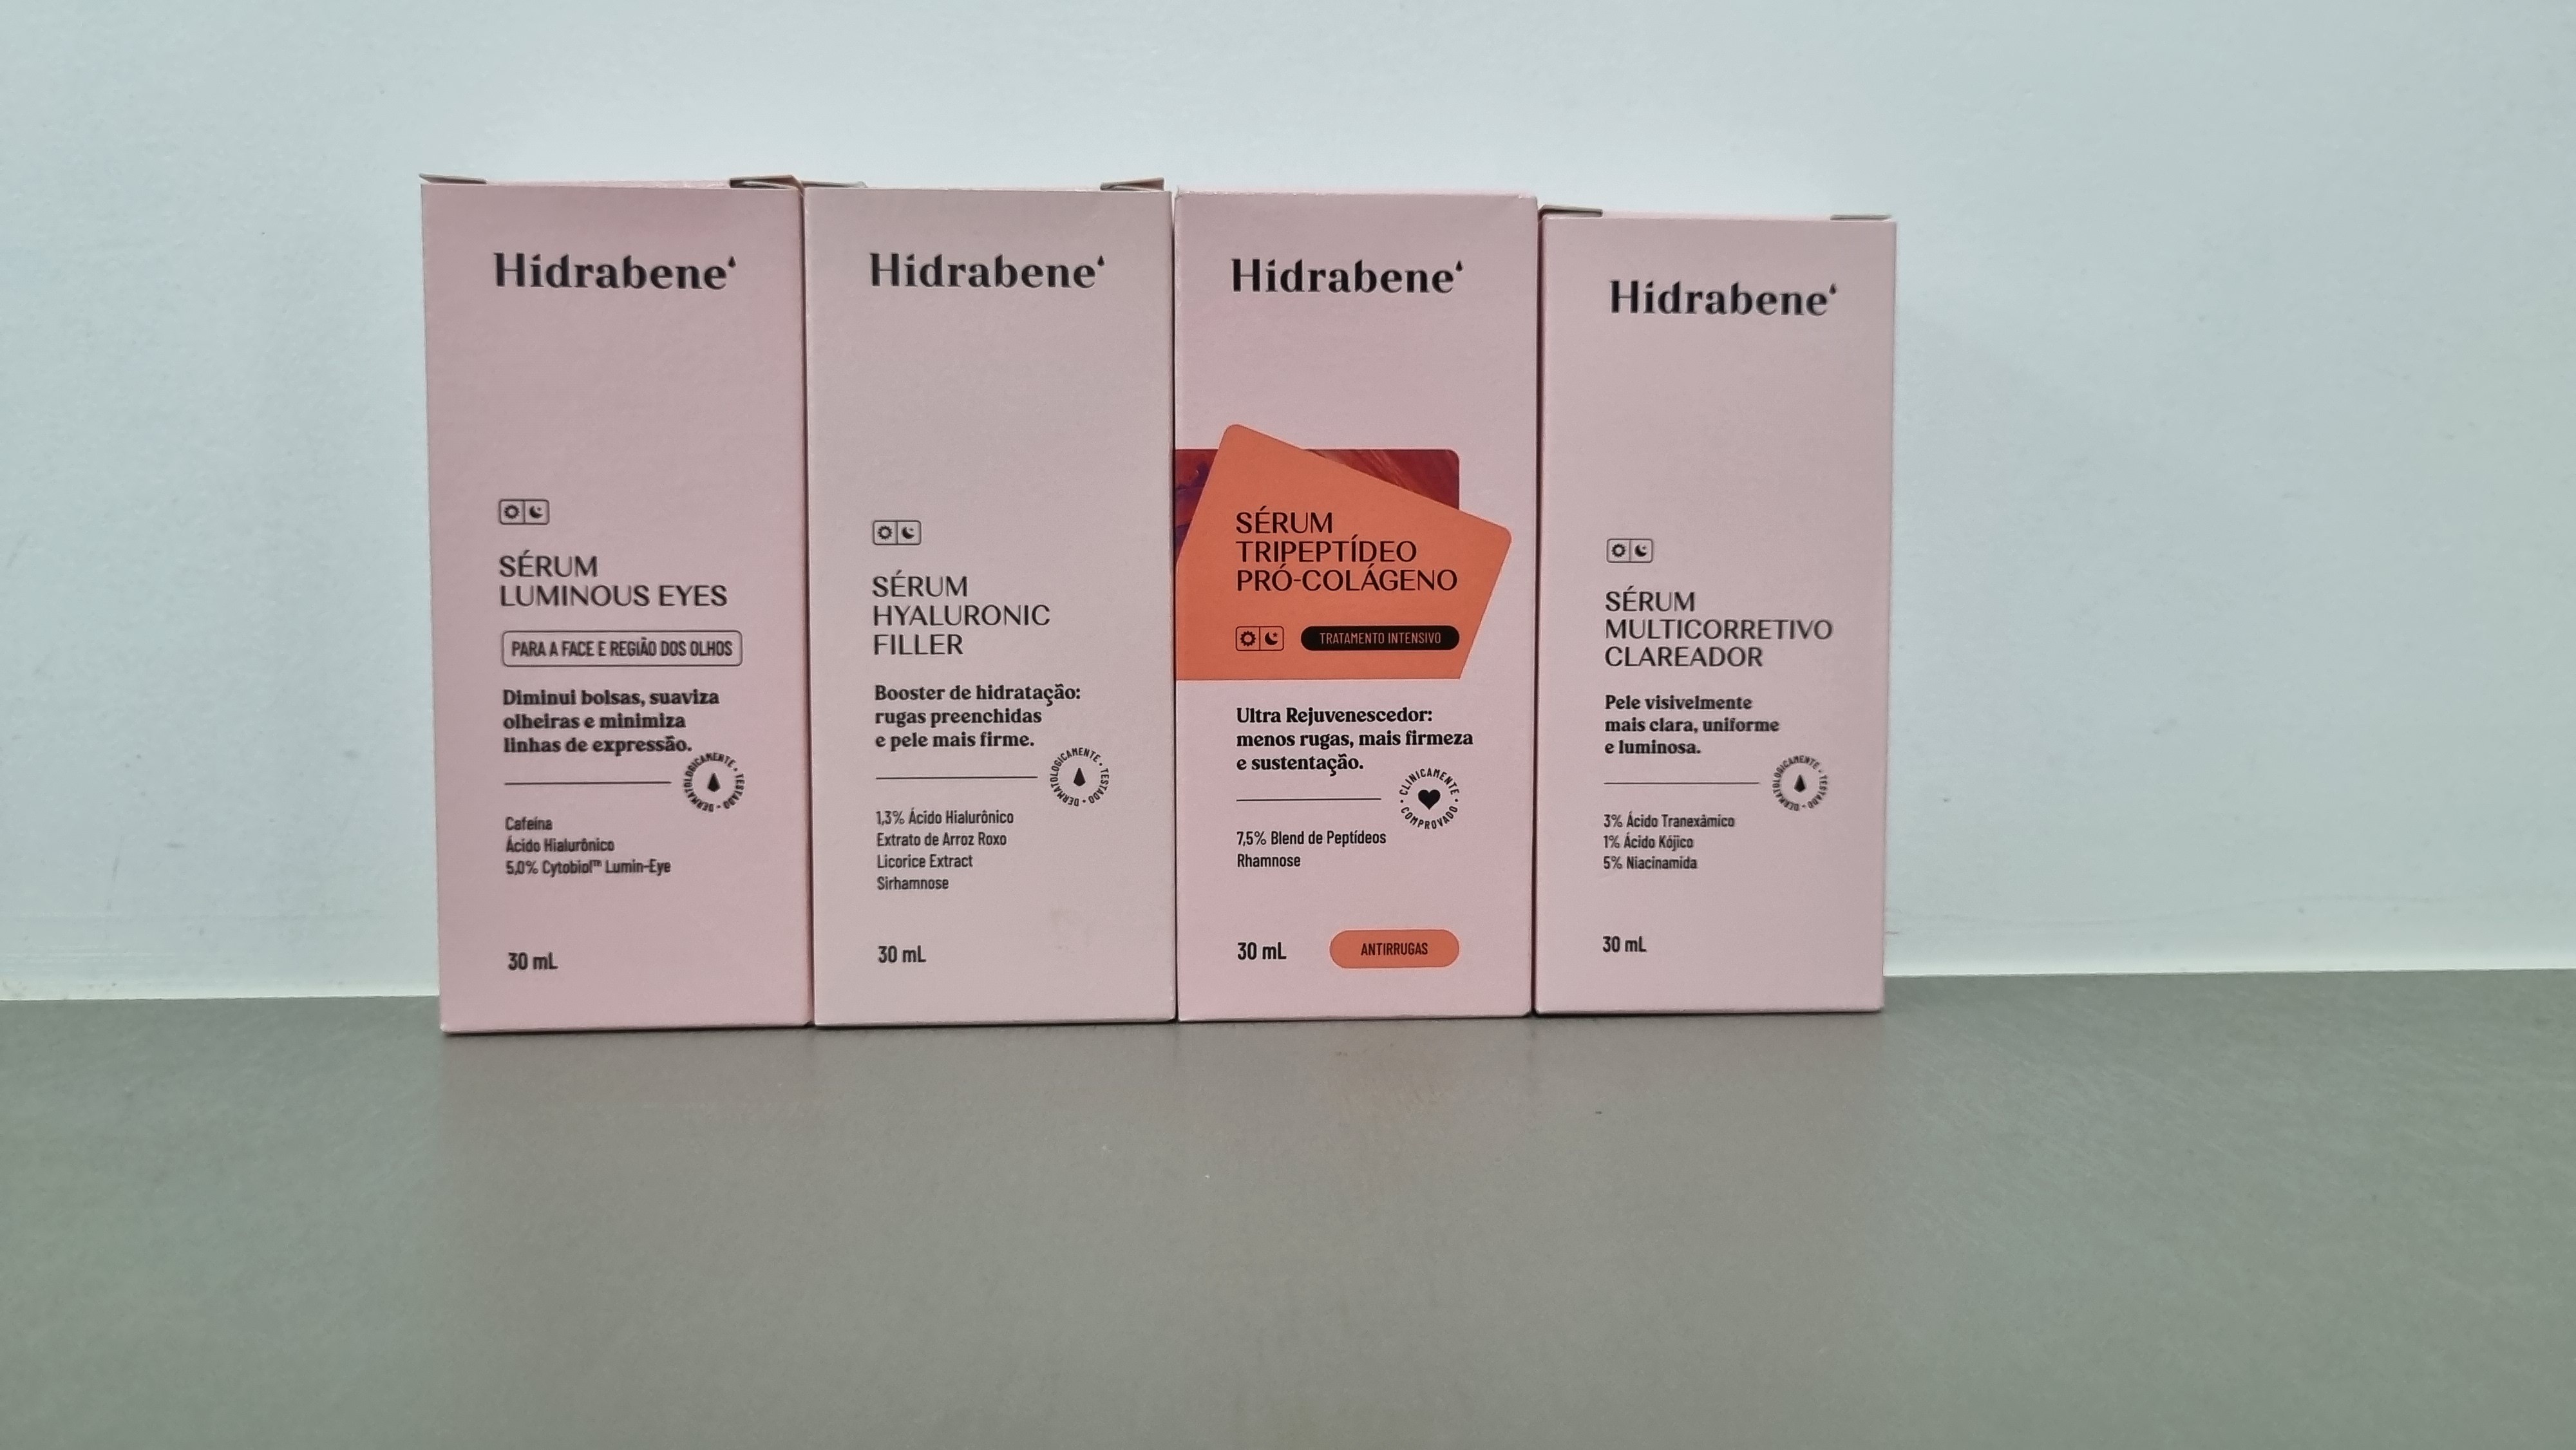 Hidrabene
SÉRUM
LUMINOUS EYES
PARA A FACE E REGIÃO DOS OLHOS
Diminui bolsas, suaviza
olheiras e minimiza
linhas de expressão.
DERMATOLOGICAMENTE • TESTADO •
Cafeína
Ácido Hialurônico
5,0% Cytobiol™ Lumin-Eye
30 mL
Hidrabene
SÉRUM
HYALURONIC
FILLER
Booster de hidratação:
rugas preenchidas
e pele mais firme.
DERMATOLOGICAMENTE • TESTADO •
1,3% Ácido Hialurônico
Extrato de Arroz Roxo
Licorice Extract
Sirhamnose
30 mL
Hidrabene
SÉRUM
TRIPEPTÍDEO
PRÓ-COLÁGENO
TRATAMENTO INTENSIVO
Ultra Rejuvenescedor:
menos rugas, mais firmeza
e sustentação.
CLINICAMENTE • COMPROVADO •
7,5% Blend de Peptídeos
Rhamnose
30 mL
ANTIRRUGAS
Hidrabene
SÉRUM
MULTICORRETIVO
CLAREADOR
Pele visivelmente
mais clara, uniforme
e luminosa.
DERMATOLOGICAMENTE • TESTADO •
3% Ácido Tranexâmico
1% Ácido Kójico
5% Niacinamida
30 mL